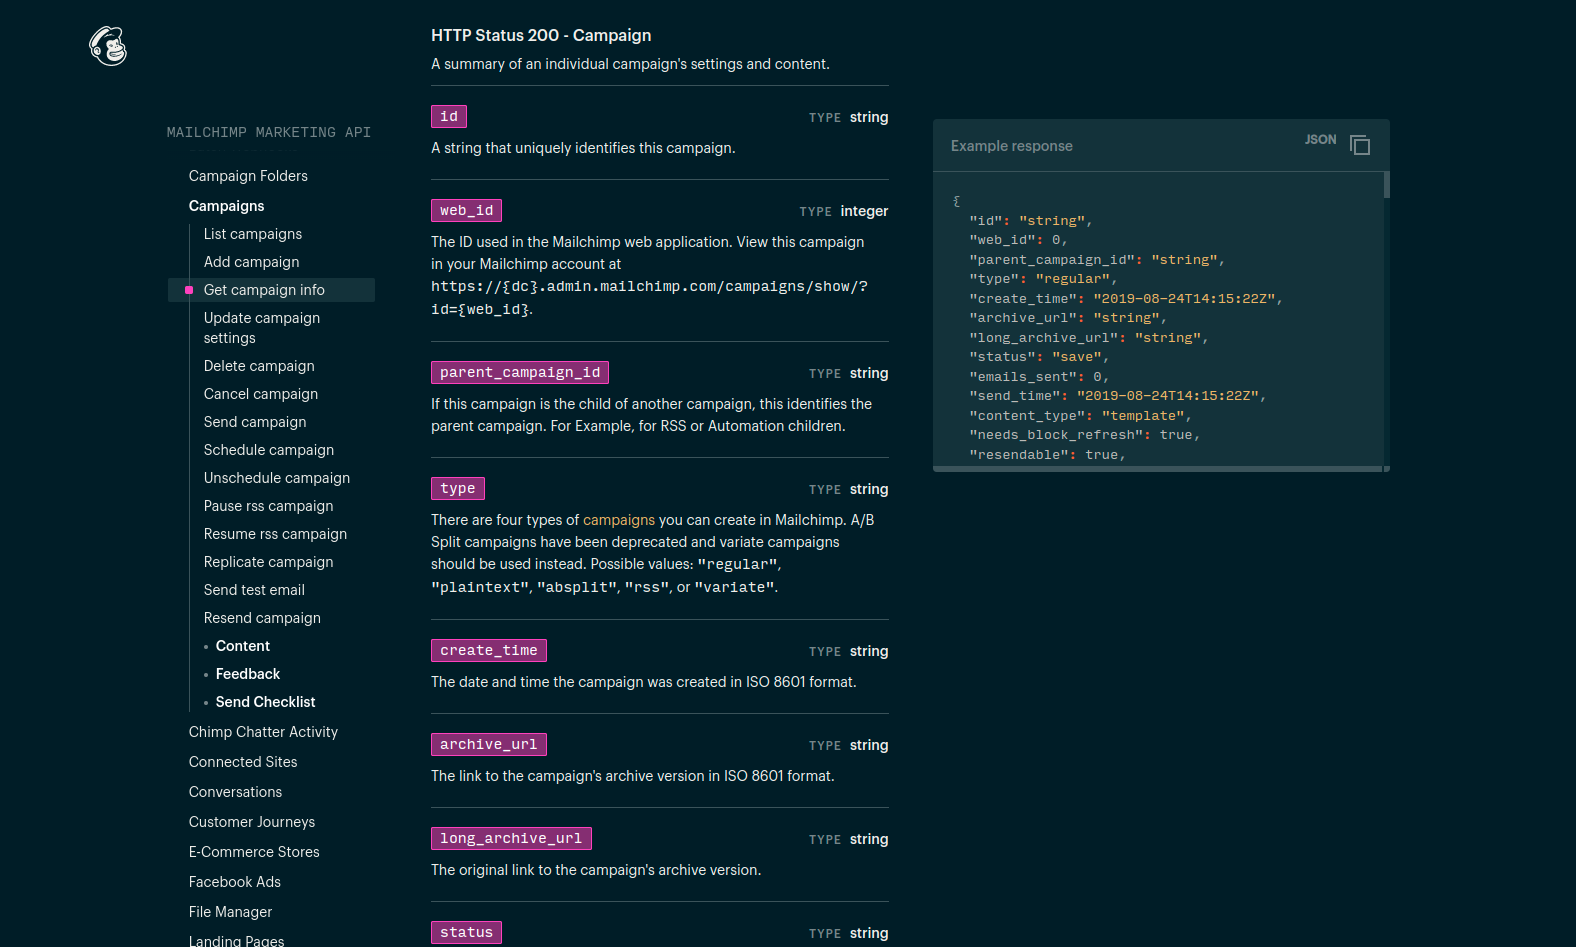 MAILCHIMP MARKETING API
Campaign Folders
Campaigns
List campaigns
Add campaign
Get campaign info
Update campaign
settings
Delete campaign
Cancel campaign
Send campaign
Schedule campaign
Unschedule campaign
Pause rss campaign
Resume rss campaign
Replicate campaign
Send test email
Resend campaign
Content
Feedback
Send Checklist
Chimp Chatter Activity
Connected Sites
Conversations
Customer Journeys
E-Commerce Stores
Facebook Ads
File Manager
Landing Pages
HTTP Status 200 - Campaign
A summary of an individual campaign's settings and content.
id TYPE string
A string that uniquely identifies this campaign.
web_id TYPE integer
The ID used in the Mailchimp web application. View this campaign
in your Mailchimp account at
https://{dc}.admin.mailchimp.com/campaigns/show/?
id={web_id}.
parent_campaign_id TYPE string
If this campaign is the child of another campaign, this identifies the
parent campaign. For Example, for RSS or Automation children.
type TYPE string
There are four types of campaigns you can create in Mailchimp. A/B
Split campaigns have been deprecated and variate campaigns
should be used instead. Possible values: "regular",
"plaintext", "absplit", "rss", or "variate".
create_time TYPE string
The date and time the campaign was created in ISO 8601 format.
archive_url TYPE string
The link to the campaign's archive version in ISO 8601 format.
long_archive_url TYPE string
The original link to the campaign's archive version.
status TYPE string
Example response JSON
{
"id": "string",
"web_id": 0,
"parent_campaign_id": "string",
"type": "regular",
"create_time": "2019-08-24T14:15:22Z",
"archive_url": "string",
"long_archive_url": "string",
"status": "save",
"emails_sent": 0,
"send_time": "2019-08-24T14:15:22Z",
"content_type": "template",
"needs_block_refresh": true,
"resendable": true,